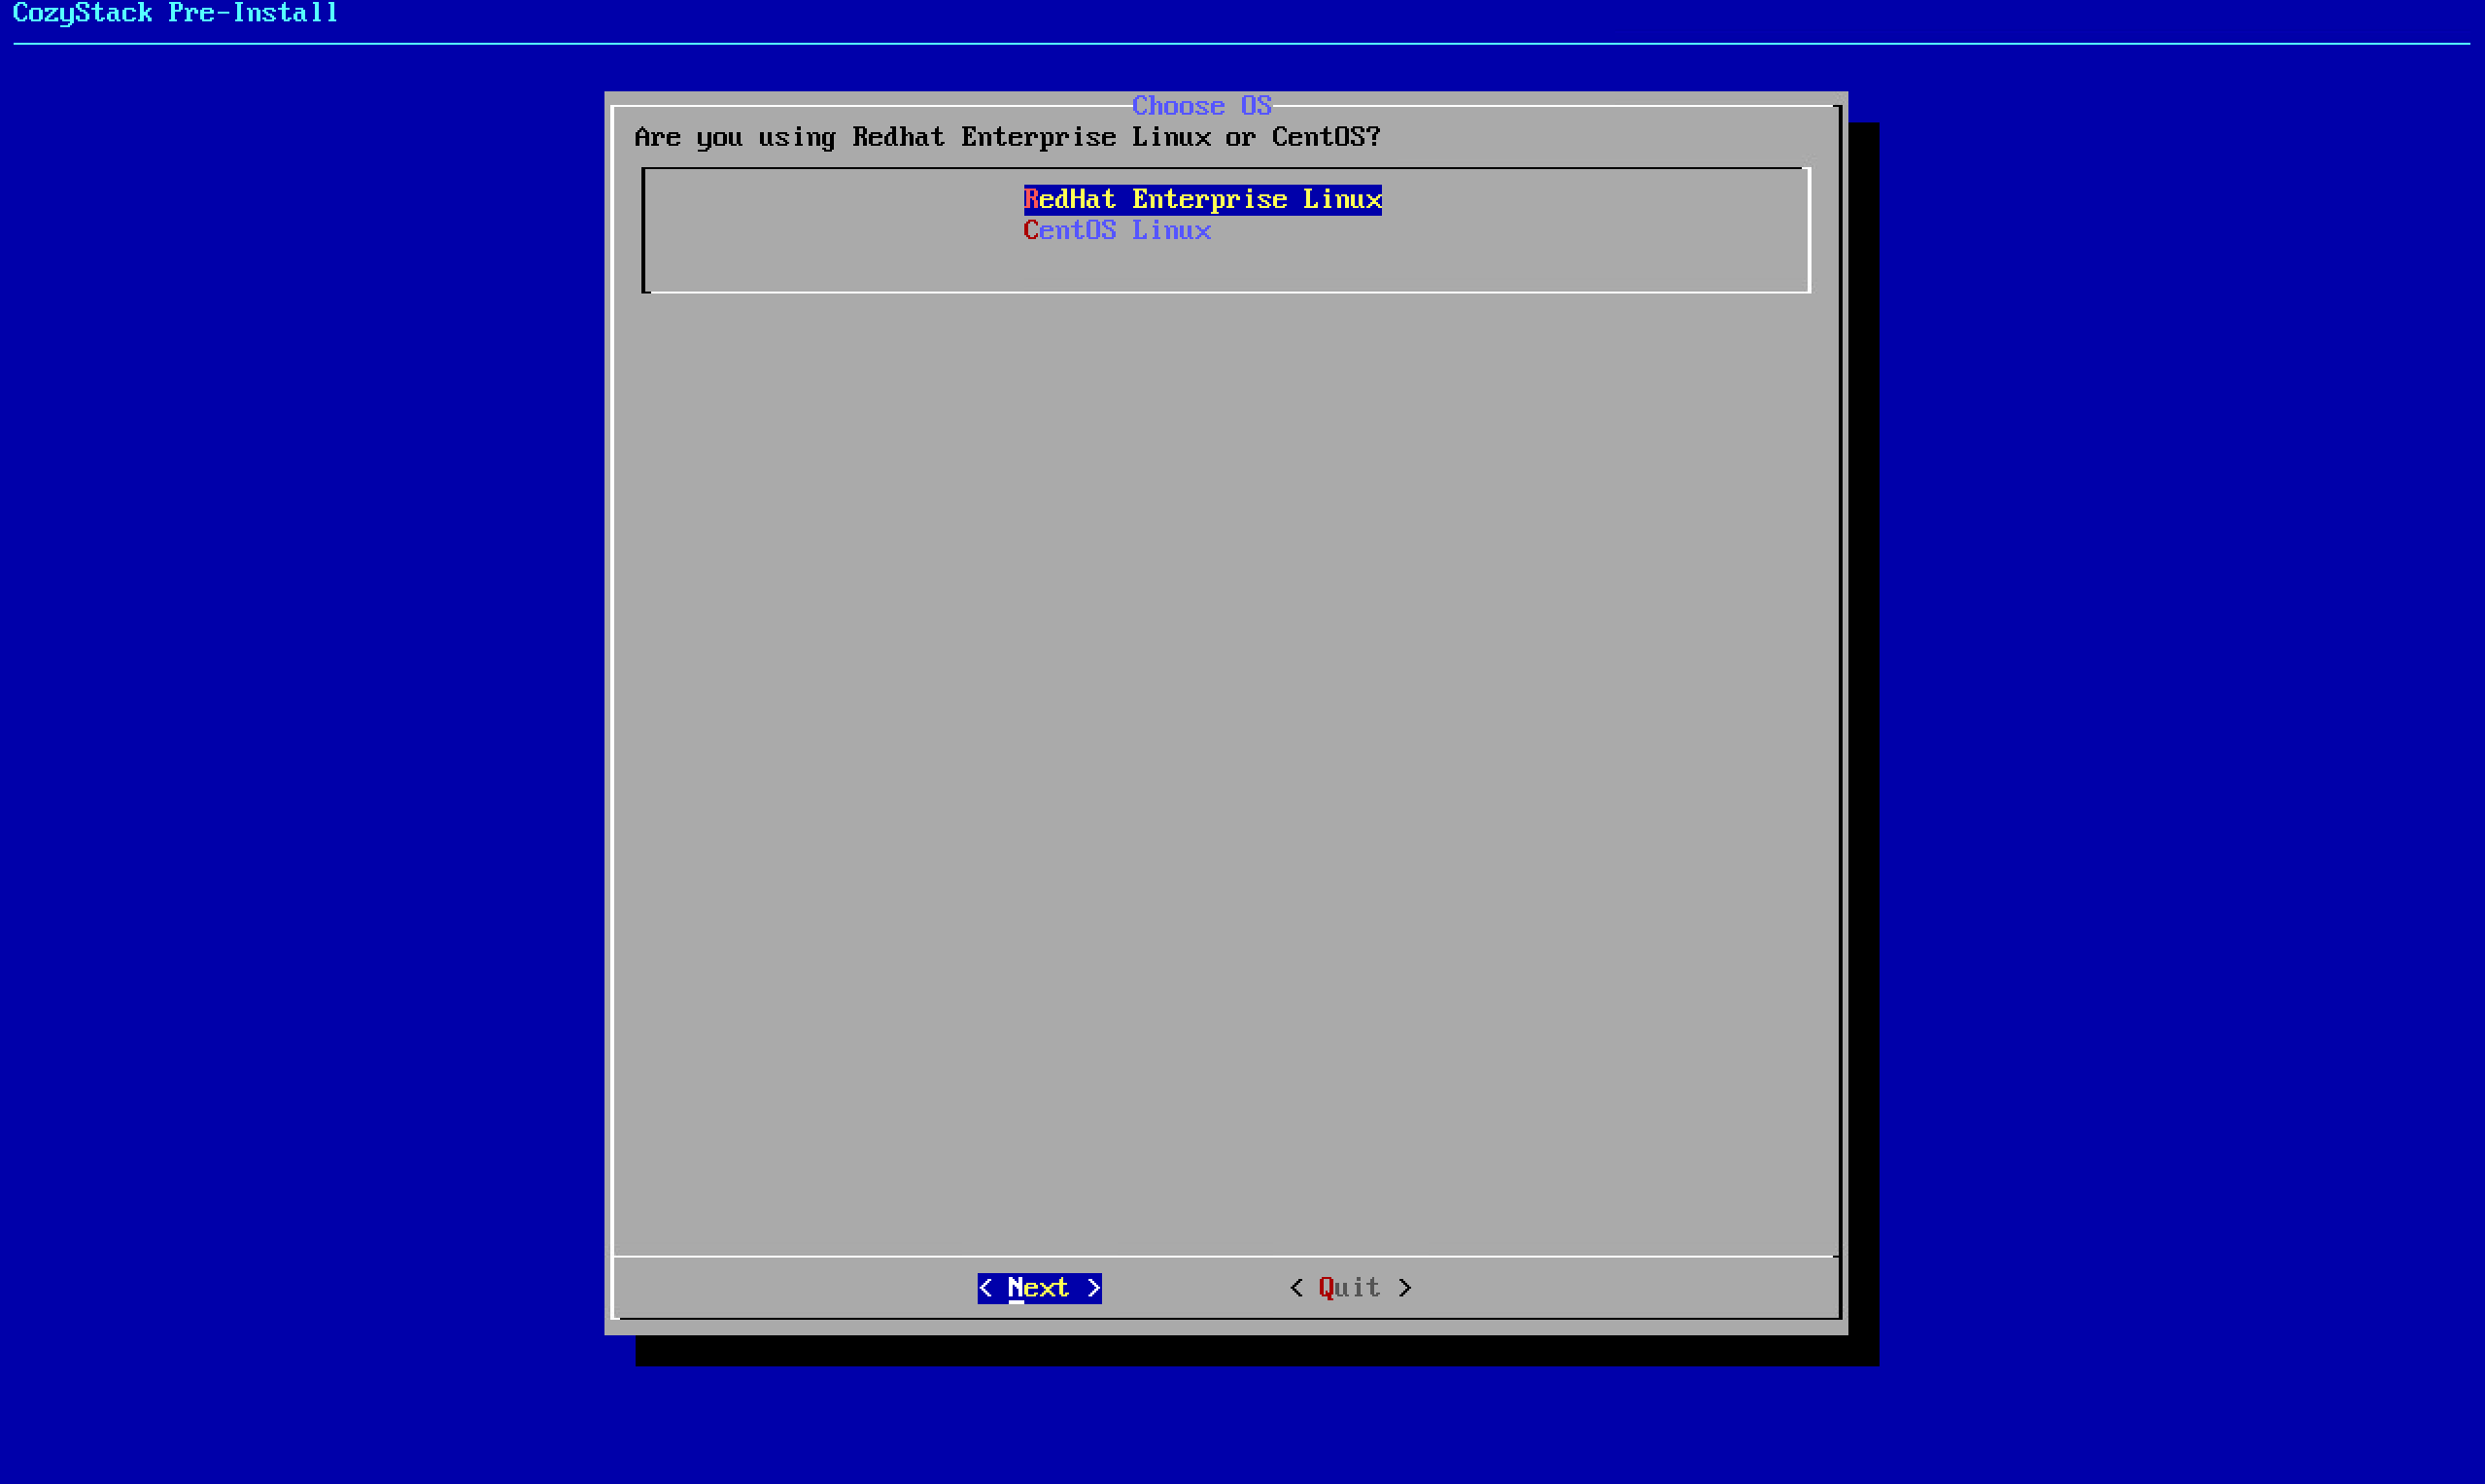 CozyStack Pre-Install
Choose OS
Are you using Redhat Enterprise Linux or CentOS?
RedHat Enterprise Linux
CentOS Linux
< Next > < Quit >